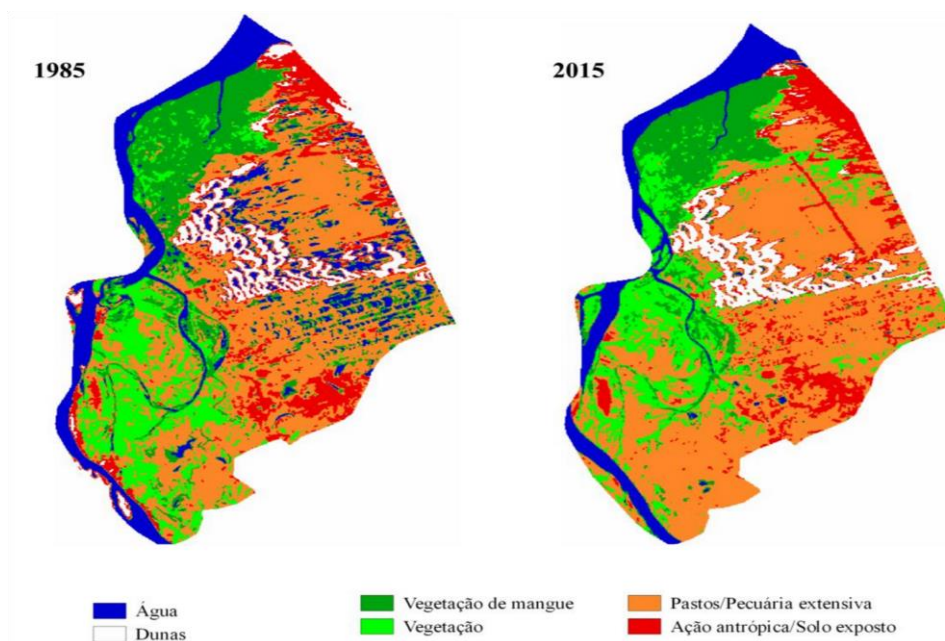 1985
2015
Água
Dunas
Vegetação de mangue
Vegetação
Pastos/Pecuária extensiva
Ação antrópica/Solo exposto